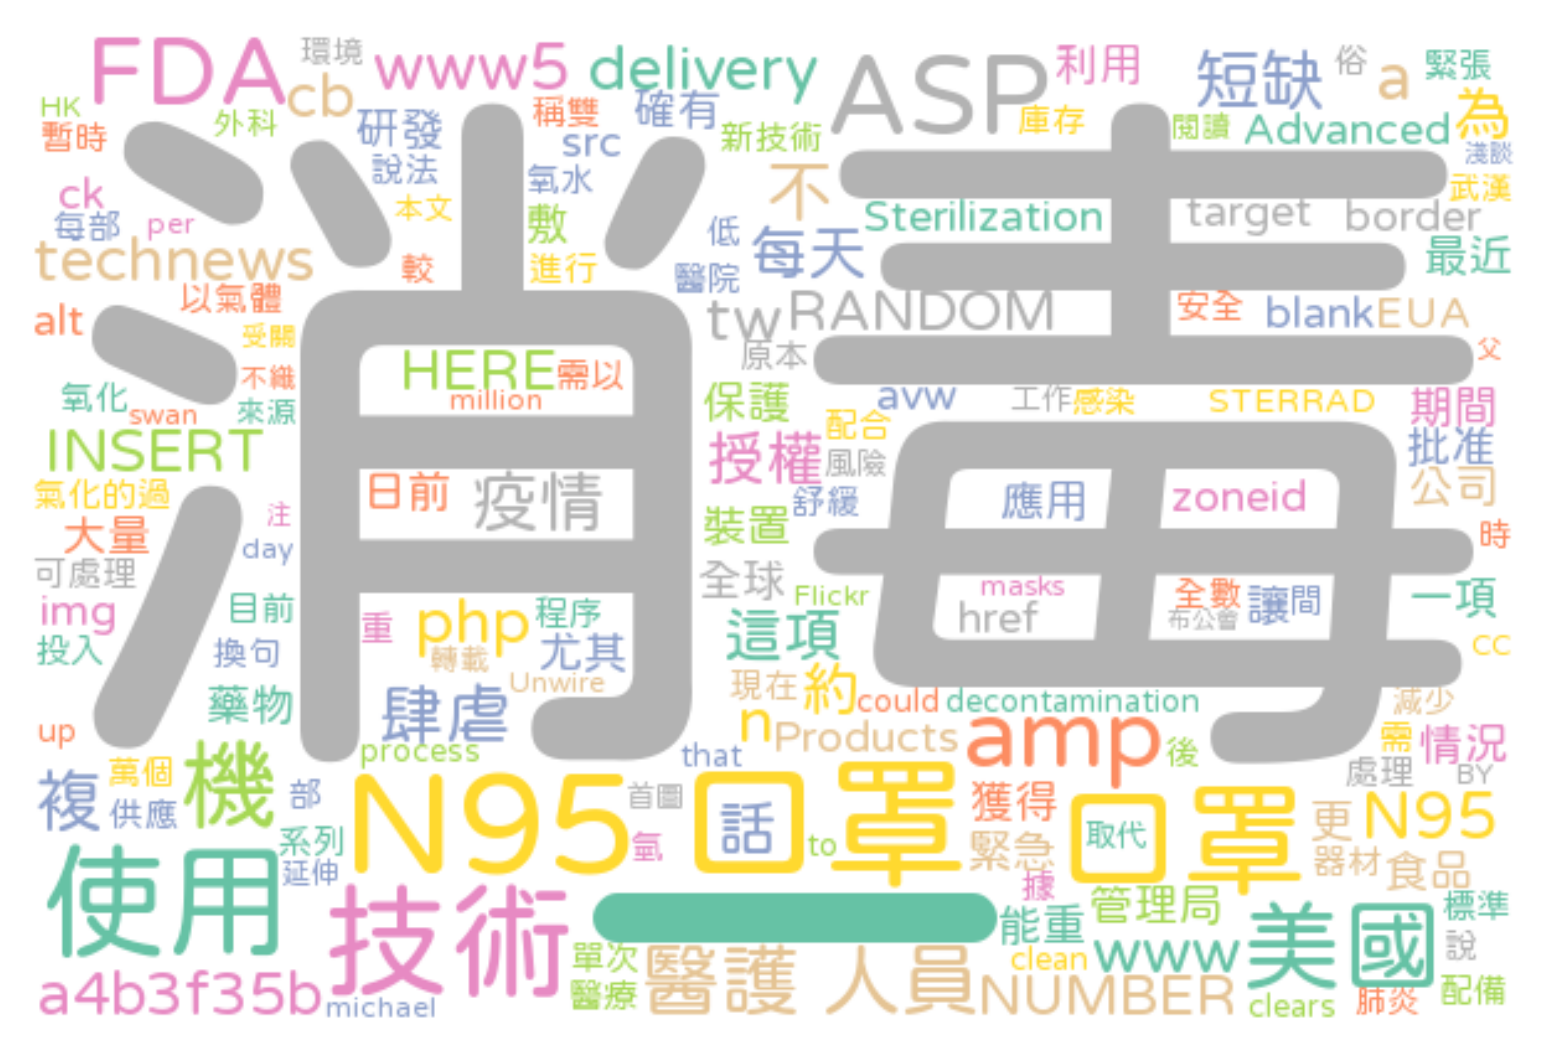 FDA 環境 www5 delivery ASP 利用 短缺 俗 a 緊張
HK cb 研發 稱雙 確有 新技術 庫存 閱讀 Advanced 為
暫時 外科 說法 src 氧水 不 淺談
ck 每部 per 本文 敷 低 每天 Sterilization target border 武漢
technews 較 進行 醫院 最近
alt 以氣體 受關 tw RANDOM 安全 blank EUA
消毒
原本 父
氧化 swan 不織 來源 HERE 需以 million 保護 avw 工作 感染 STERRAD 期間
INSERT 授權 配合 風險 批准
氧化的過 日前 疫情 舒緩 應用 zoneid 公司
大量 注 day 裝置 時
可處理 全球 Flickr masks 全數 讓 間 一項
img 目前 重 php 程序 這項 href 布公會
投入 換句 轉載 尤其 CC
藥物 肆虐 Unwire 現在 約 could decontamination 減少
up process that n Products amp 後 需 情況
複 萬個 機 部 N95 首圖 口罩 獲得 口罩 處理 BY
供應 系列 氫 話 to 緊急 取代 更 N95
使用 延伸 技術 一 據 管理局 器材 食品
能重 美國 標準
單次 醫護 人員 clean www 說
a4b3f35b michael 醫療 NUMBER clears 肺炎 配備